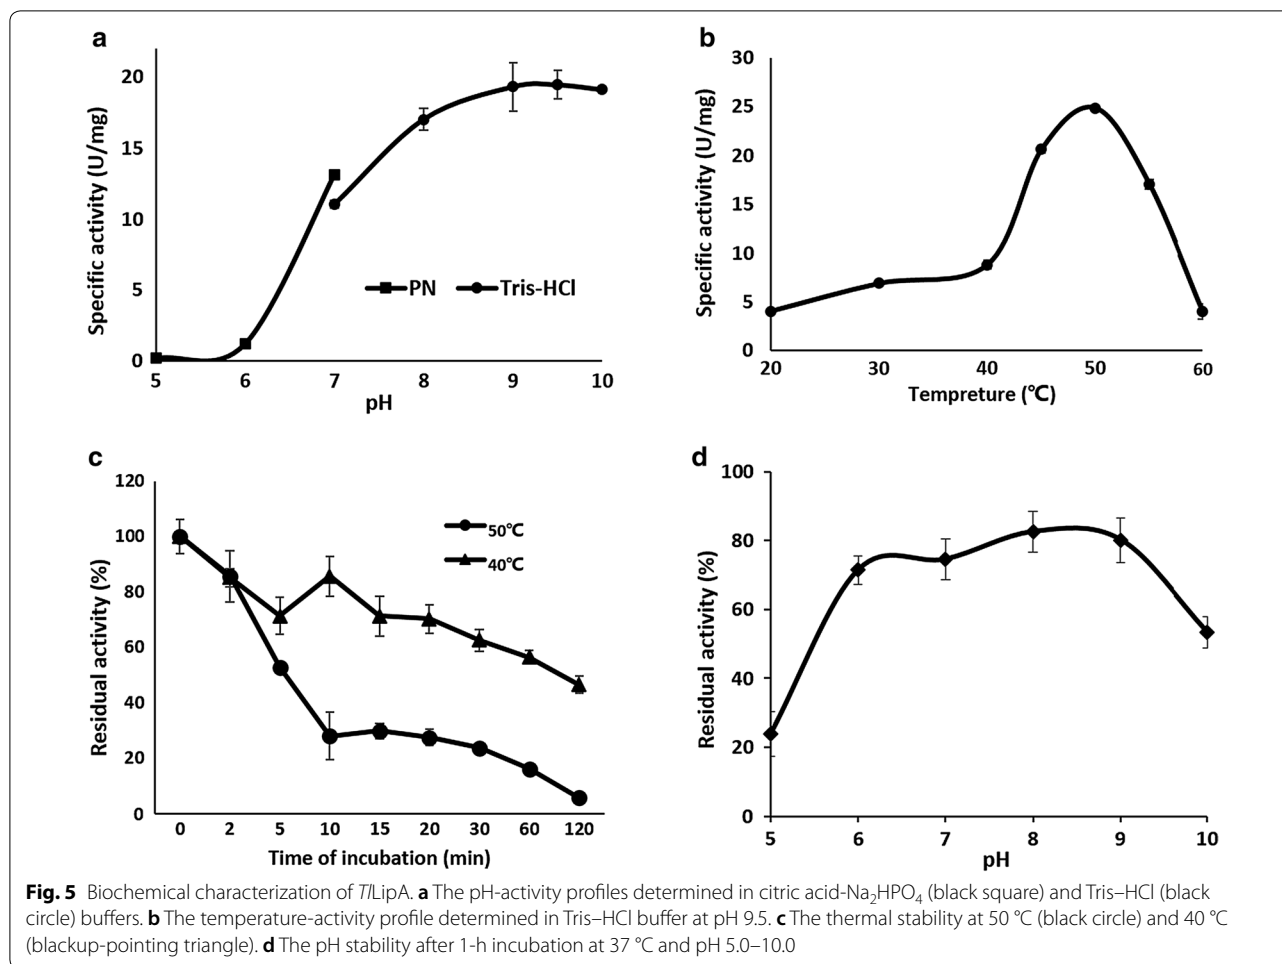 a
Specific activity (U/mg)
20
15
10
5
0
PN
Tris-HCl
5 6 7 8 9 10
pH
b
Specific activity (U/mg)
30
25
20
15
10
5
0
20 30 40 50 60
Tempreture (℃)
c
Residual activity (%)
120
100
80
60
40
20
0
50℃
40℃
0 2 5 10 15 20 30 60 120
Time of incubation (min)
d
Residual activity (%)
100
80
60
40
20
0
5 6 7 8 9 10
pH
Fig. 5 Biochemical characterization of TlLipA. a The pH-activity profiles determined in citric acid-Na₂HPO₄ (black square) and Tris–HCl (black
circle) buffers. b The temperature-activity profile determined in Tris–HCl buffer at pH 9.5. c The thermal stability at 50 °C (black circle) and 40 °C
(blackup-pointing triangle). d The pH stability after 1-h incubation at 37 °C and pH 5.0–10.0